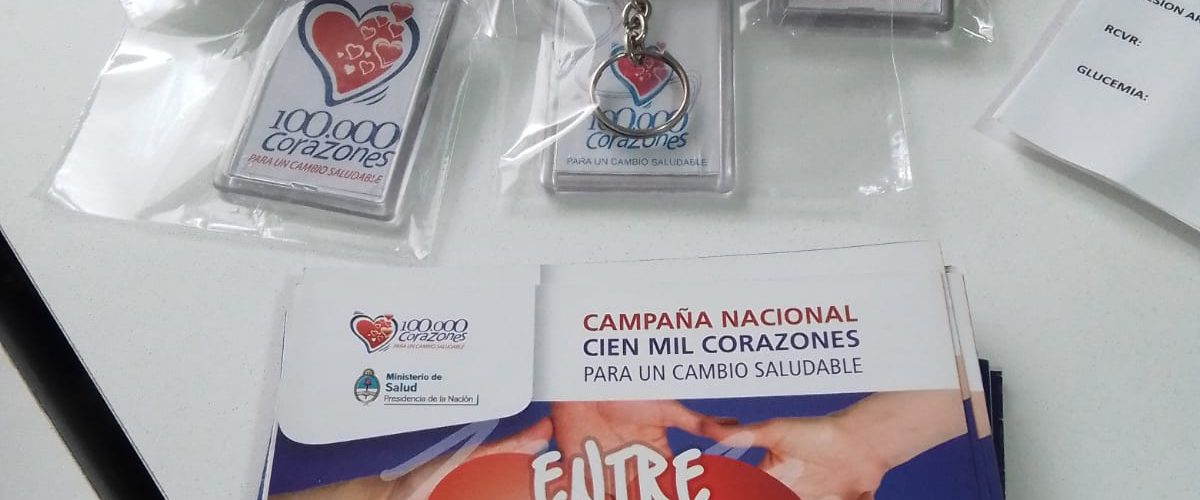 100.000
corazones
PARA UN CAMBIO SALUDABLE
100.000
corazones
PARA UN CAMBIO SALUDABLE
RCVR:
GLUCEMIA:
100.000
corazones
PARA UN CAMBIO SALUDABLE
Ministerio de
Salud
Presidencia de la Nación
CAMPAÑA NACIONAL
CIEN MIL CORAZONES
PARA UN CAMBIO SALUDABLE
ENTRE